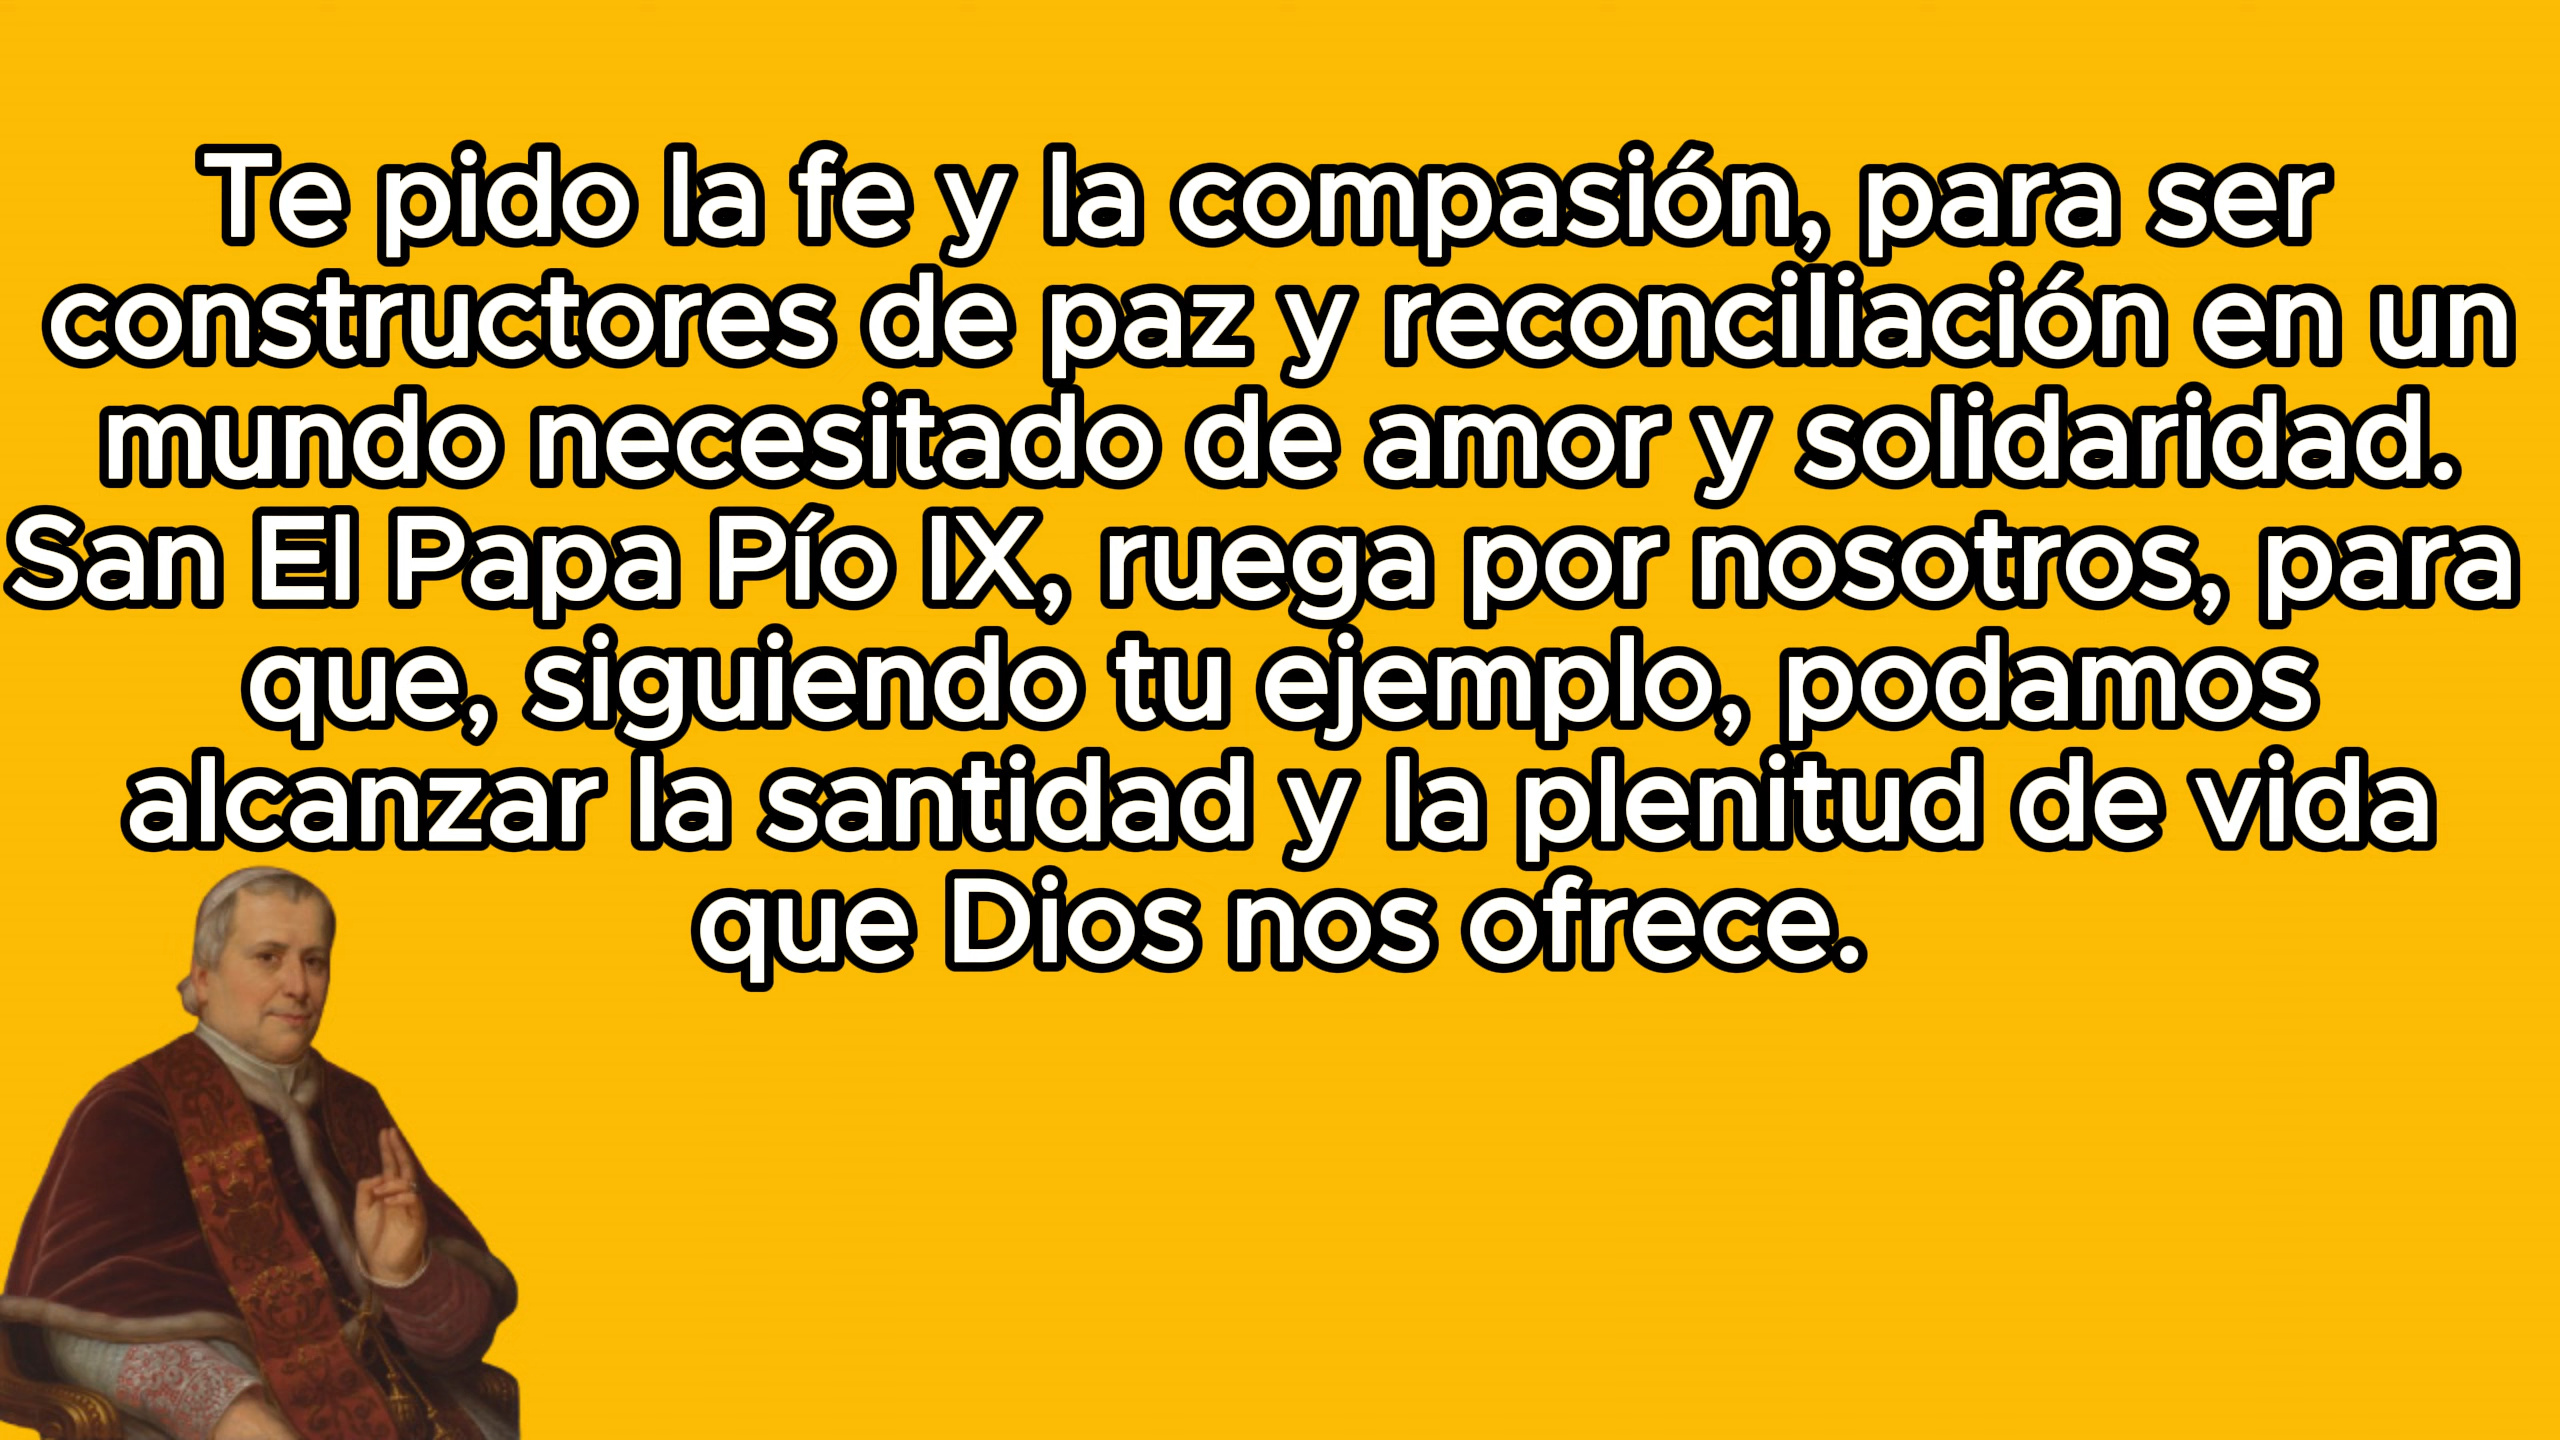 Te pido la fe y la compasión, para ser
constructores de paz y reconciliación en un
mundo necesitado de amor y solidaridad.
San El Papa Pío IX, ruega por nosotros, para
que, siguiendo tu ejemplo, podamos
alcanzar la santidad y la plenitud de vida
que Dios nos ofrece.